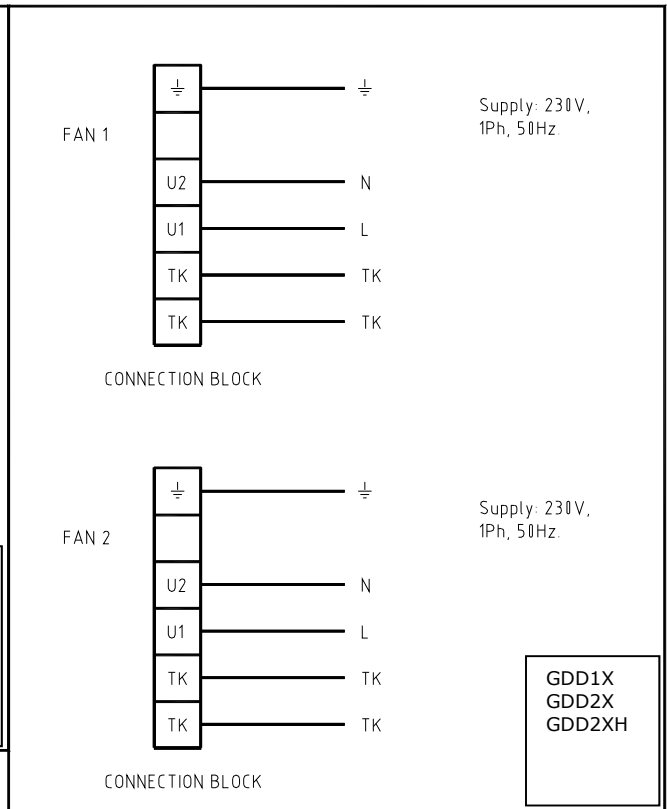 ⏚ ⏚
Supply: 230V,
1Ph, 50Hz.
FAN 1
U2 N
U1 L
TK TK
TK TK
CONNECTION BLOCK
⏚ ⏚
Supply: 230V,
1Ph, 50Hz.
FAN 2
U2 N
U1 L
TK TK
TK TK
CONNECTION BLOCK
GDD1X
GDD2X
GDD2XH